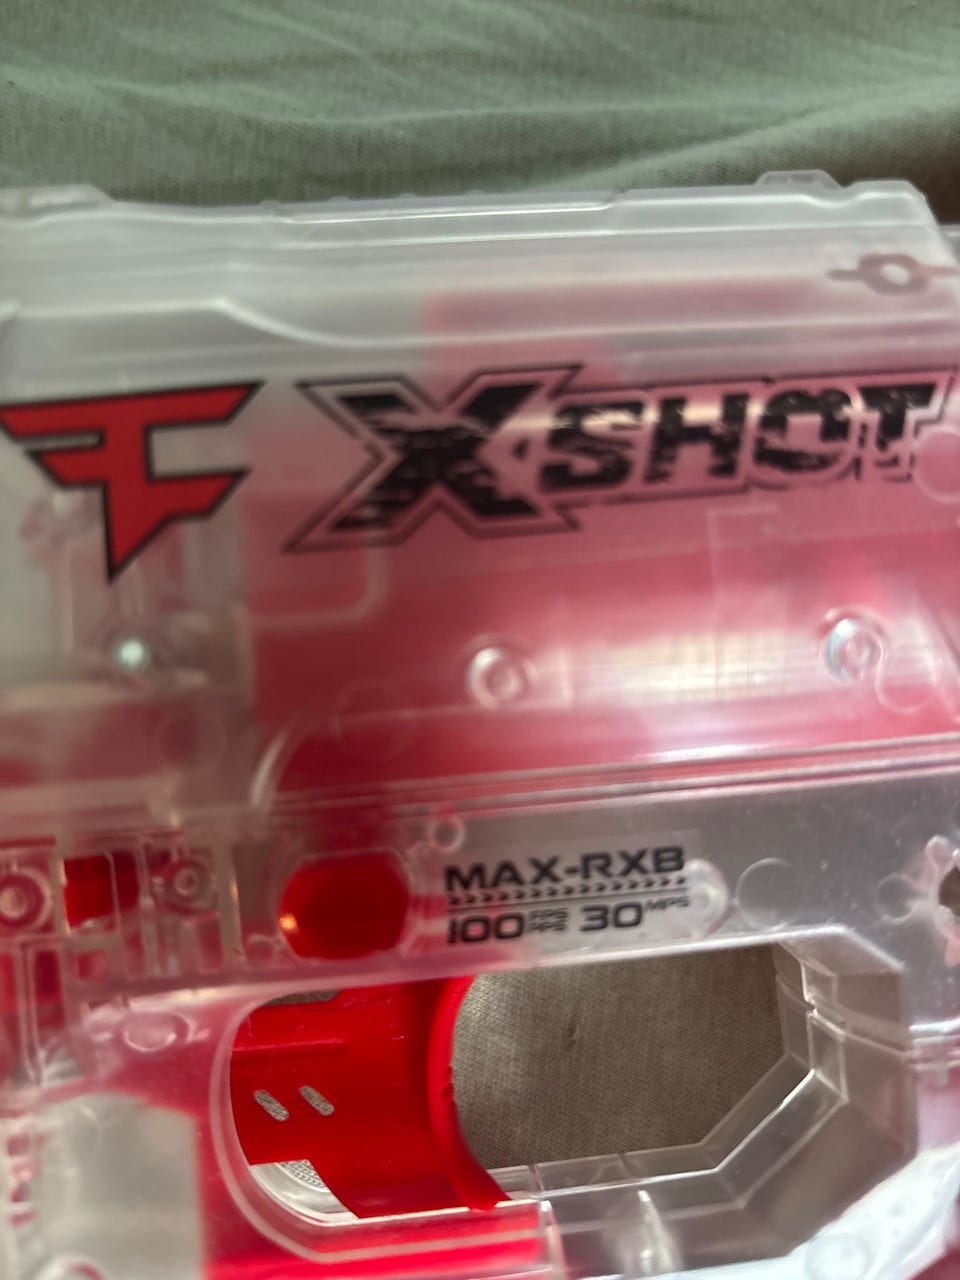 X SHOT
MAX-RXB
100 FPS 30 MPS